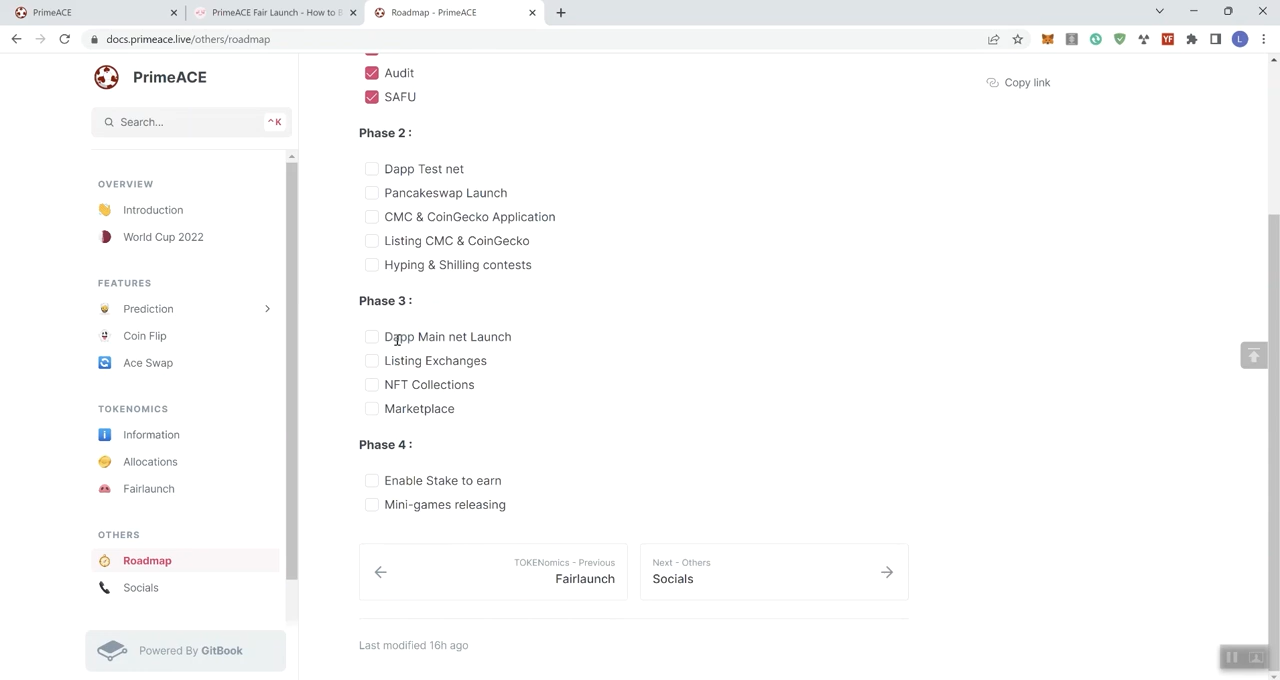 PrimeACE
PrimeACE Fair Launch - How to B
Roadmap - PrimeACE
docs.primeace.live/others/roadmap
YF
L
PrimeACE
Search...
^K
OVERVIEW
Introduction
World Cup 2022
FEATURES
Prediction
Coin Flip
Ace Swap
TOKENOMICS
Information
Allocations
Fairlaunch
OTHERS
Roadmap
Socials
Powered By GitBook
Audit
SAFU
Phase 2 :
Dapp Test net
Pancakeswap Launch
CMC & CoinGecko Application
Listing CMC & CoinGecko
Hyping & Shilling contests
Phase 3 :
Dapp Main net Launch
Listing Exchanges
NFT Collections
Marketplace
Phase 4 :
Enable Stake to earn
Mini-games releasing
TOKENomics - Previous
Fairlaunch
Next - Others
Socials
Last modified 16h ago
Copy link